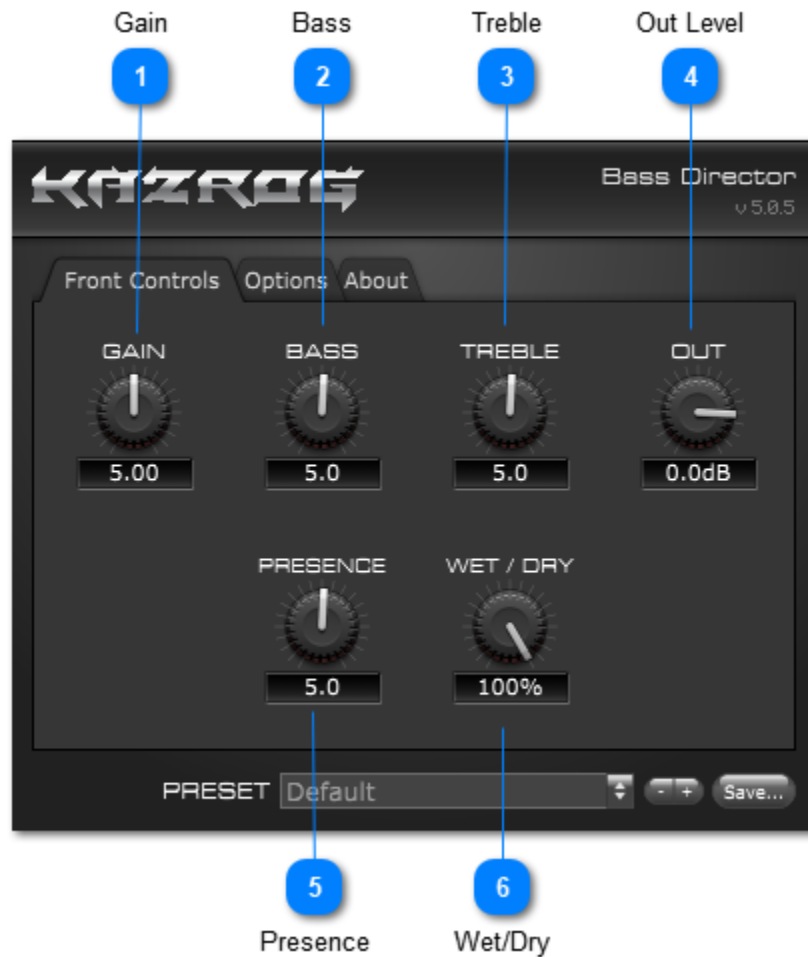 Gain Bass Treble Out Level
1 2 3 4
KAZROG
Bass Director
v 5.0.5
Front Controls Options About
GAIN BASS TREBLE OUT
5.00 5.0 5.0 0.0dB
PRESENCE WET / DRY
5.0 100%
PRESET Default - + Save...
5 6
Presence Wet/Dry